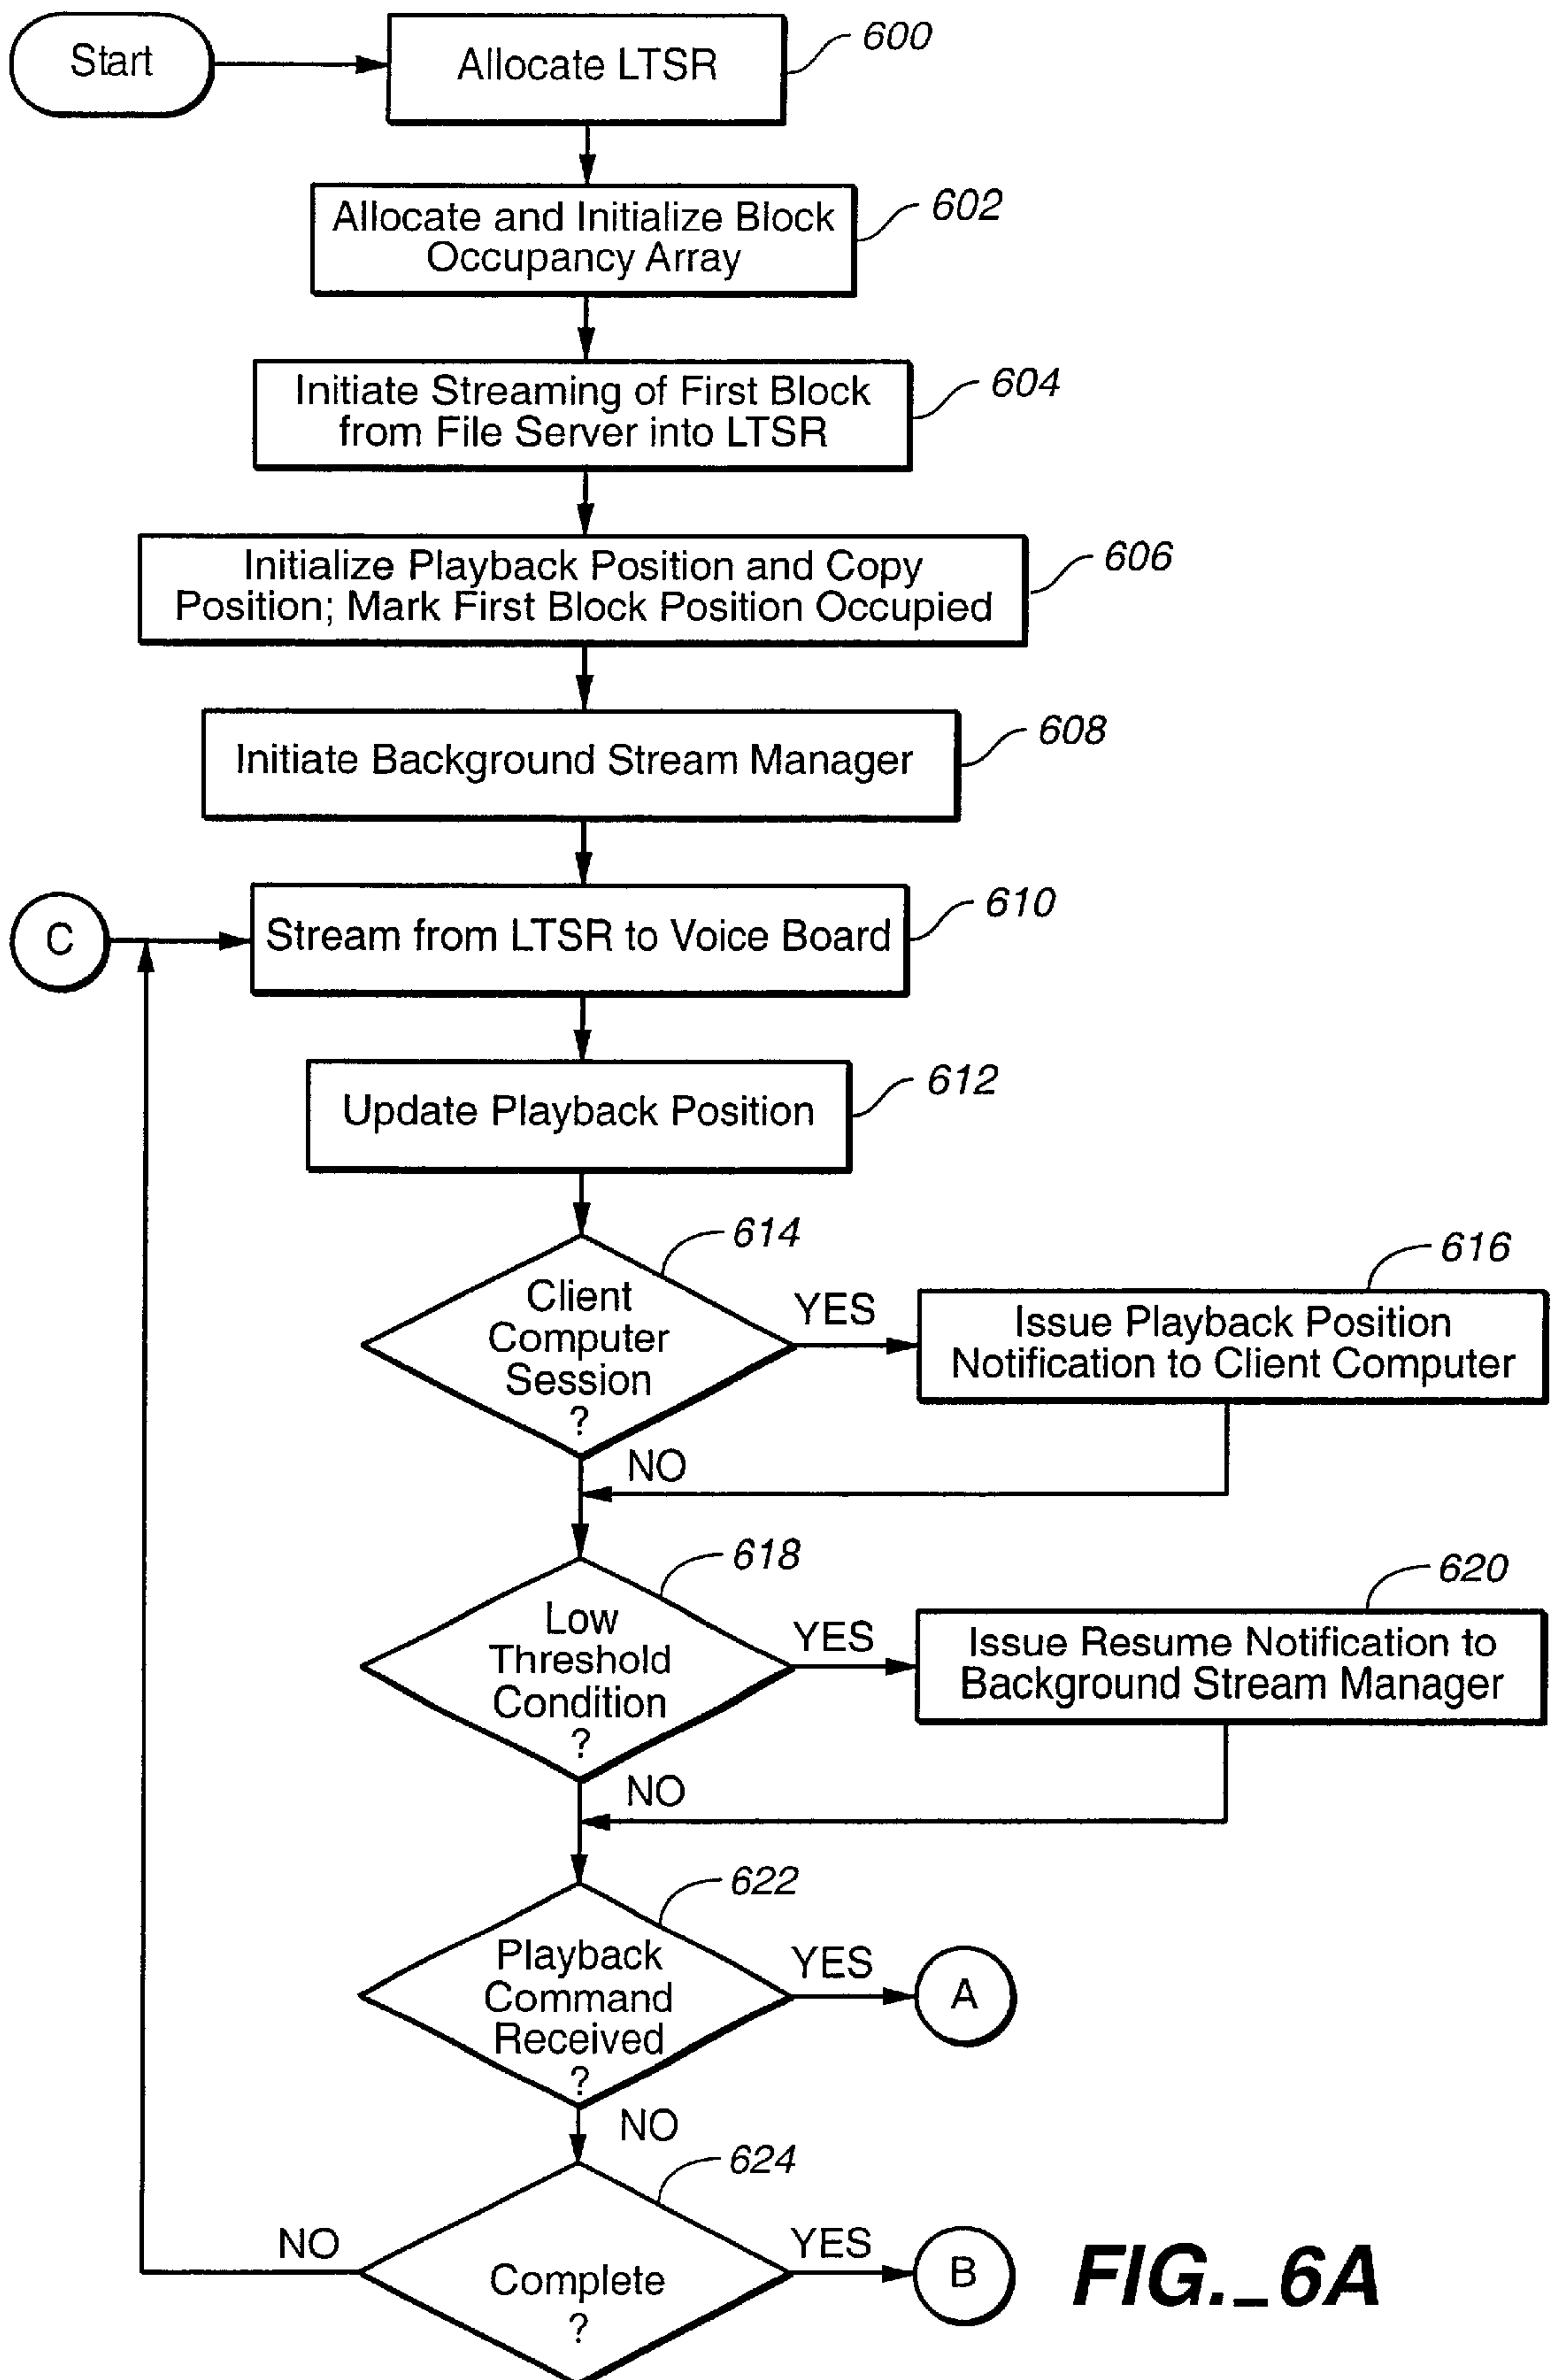 Start
Allocate LTSR
600
Allocate and Initialize Block
Occupancy Array
602
Initiate Streaming of First Block
from File Server into LTSR
604
Initialize Playback Position and Copy
Position; Mark First Block Position Occupied
606
Initiate Background Stream Manager
608
C
Stream from LTSR to Voice Board
610
Update Playback Position
612
614
Client
Computer
Session
?
YES
NO
616
Issue Playback Position
Notification to Client Computer
618
Low
Threshold
Condition
?
YES
NO
620
Issue Resume Notification to
Background Stream Manager
622
Playback
Command
Received
?
YES
A
NO
624
Complete
?
NO
YES
B
FIG._6A